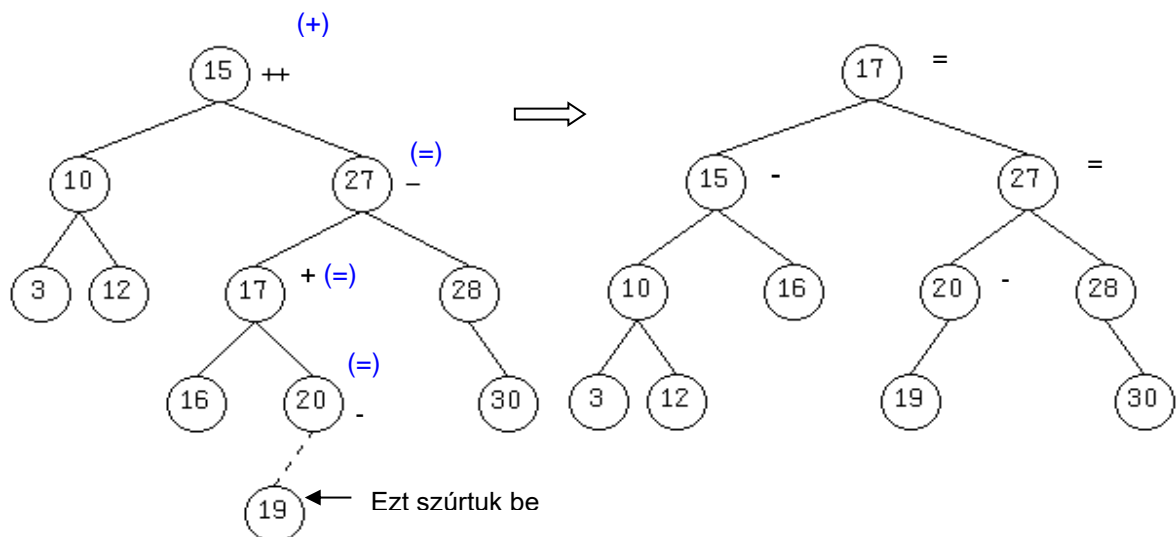 (+)
15 ++ 17 =
(=)
10 27 – 15 - 27 =
3 12 17 + (=) 28 10 16 20 - 28
(=)
16 20 - 30 3 12 19 30
19 Ezt szúrtuk be